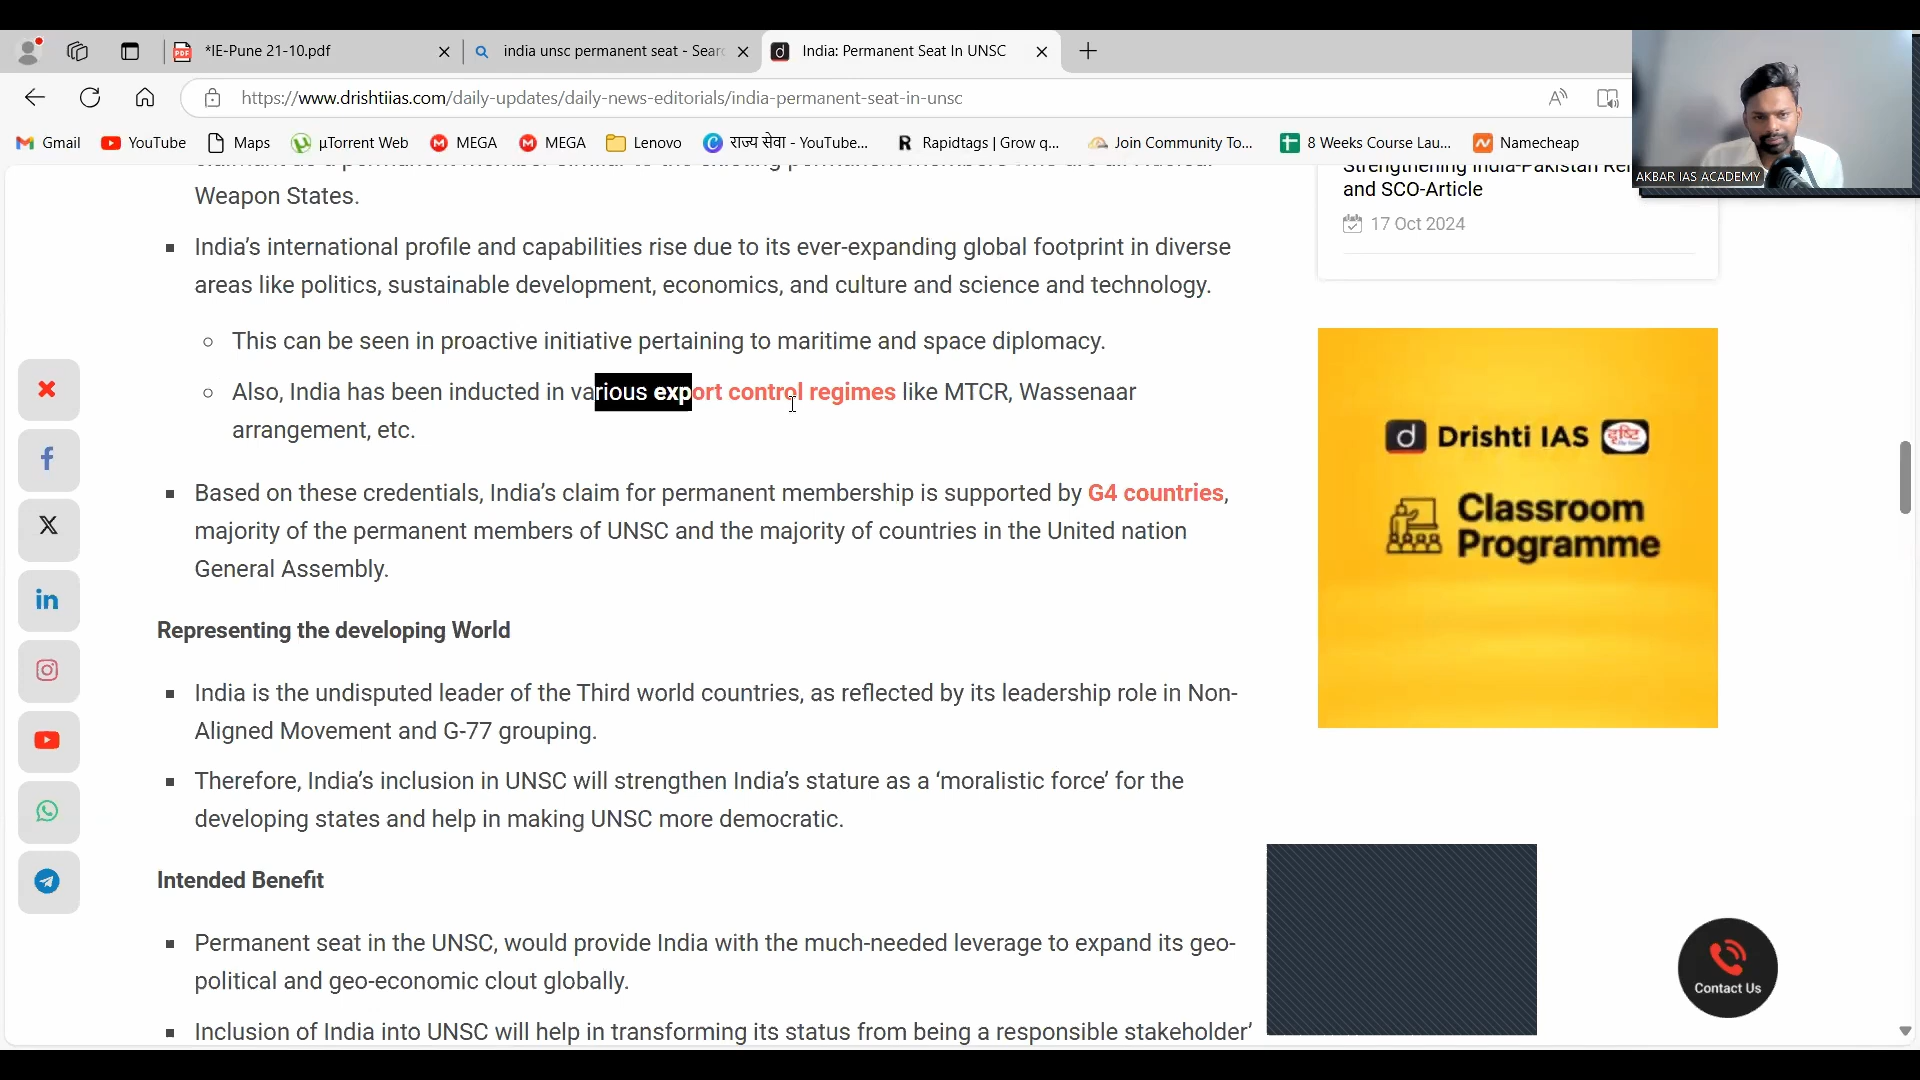 *IE-Pune 21-10.pdf
india unsc permanent seat - Sear
India: Permanent Seat In UNSC
https://www.drishtiias.com/daily-updates/daily-news-editorials/india-permanent-seat-in-unsc
Gmail
YouTube
Maps
µTorrent Web
MEGA
MEGA
Lenovo
राज्य सेवा - YouTube...
Rapidtags | Grow q...
Join Community To...
8 Weeks Course Lau...
Namecheap
AKBAR IAS ACADEMY
Weapon States.
India’s international profile and capabilities rise due to its ever-expanding global footprint in diverse
areas like politics, sustainable development, economics, and culture and science and technology.
This can be seen in proactive initiative pertaining to maritime and space diplomacy.
Also, India has been inducted in various export control regimes like MTCR, Wassenaar
arrangement, etc.
Based on these credentials, India’s claim for permanent membership is supported by G4 countries,
majority of the permanent members of UNSC and the majority of countries in the United nation
General Assembly.
Representing the developing World
India is the undisputed leader of the Third world countries, as reflected by its leadership role in Non-
Aligned Movement and G-77 grouping.
Therefore, India’s inclusion in UNSC will strengthen India’s stature as a ‘moralistic force’ for the
developing states and help in making UNSC more democratic.
Intended Benefit
Permanent seat in the UNSC, would provide India with the much-needed leverage to expand its geo-
political and geo-economic clout globally.
Inclusion of India into UNSC will help in transforming its status from being a responsible stakeholder’
Strengthening India-Pakistan Re
and SCO-Article
17 Oct 2024
Drishti IAS
Classroom
Programme
Contact Us